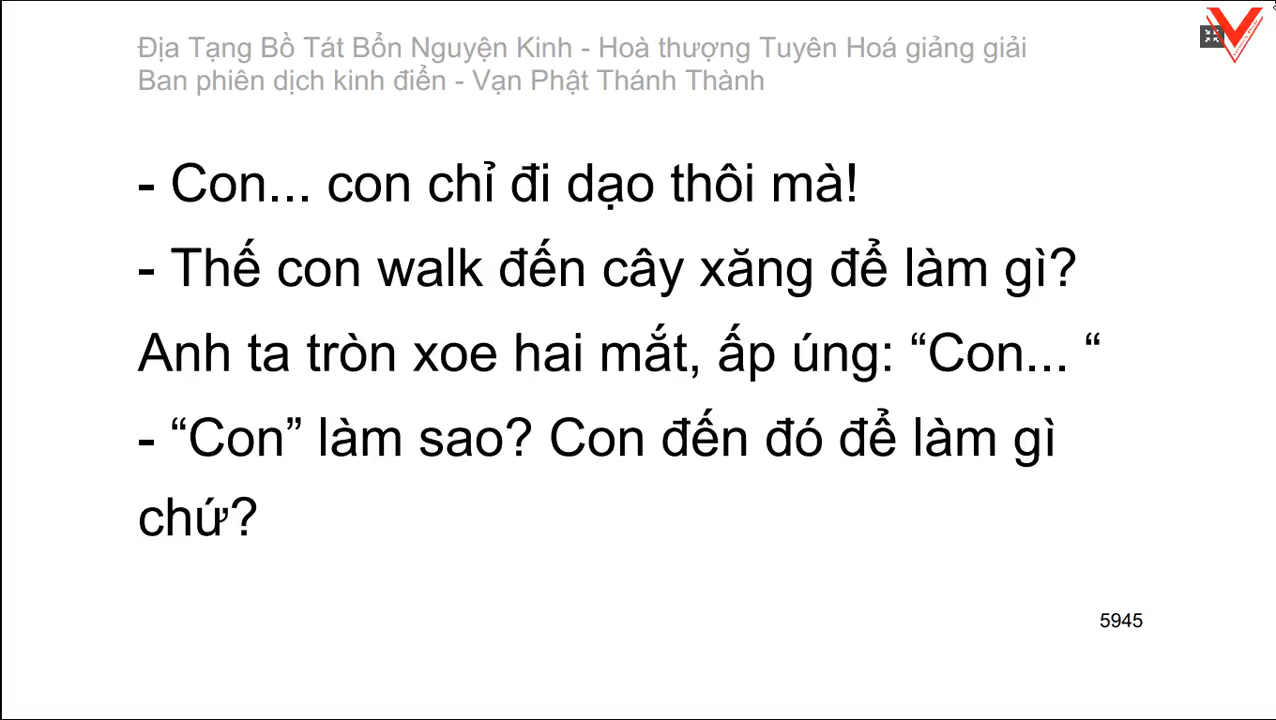 Địa Tạng Bồ Tát Bổn Nguyện Kinh - Hoà thượng Tuyên Hoá giảng giải
Ban phiên dịch kinh điển - Vạn Phật Thánh Thành
- Con... con chỉ đi dạo thôi mà!
- Thế con walk đến cây xăng để làm gì?
Anh ta tròn xoe hai mắt, ấp úng: “Con... “
- “Con” làm sao? Con đến đó để làm gì
chứ?
5945